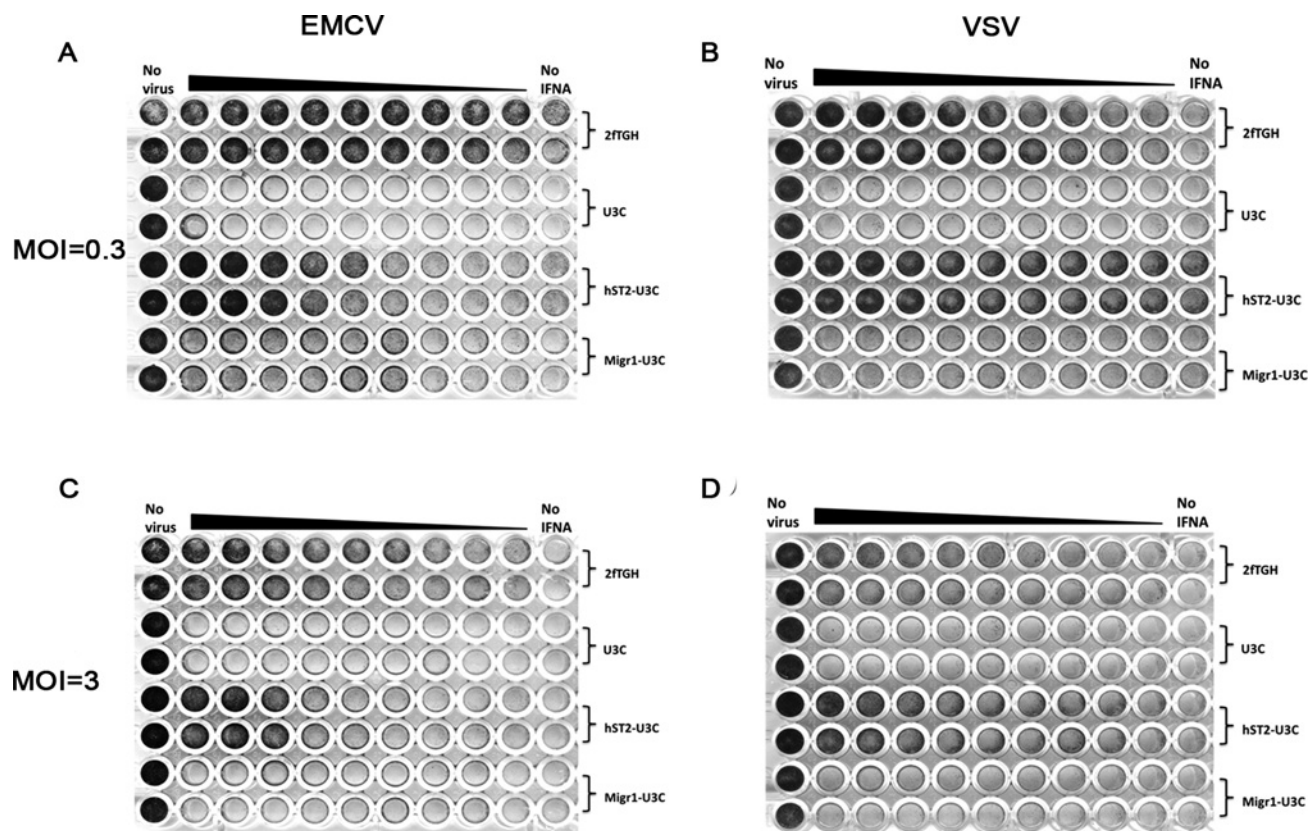 EMCV
VSV
A
No
virus
No
IFNA
2fTGH
U3C
hST2-U3C
Migr1-U3C
B
No
virus
No
IFNA
2fTGH
U3C
hST2-U3C
Migr1-U3C
MOI=0.3
C
No
virus
No
IFNA
2fTGH
U3C
hST2-U3C
Migr1-U3C
D
No
virus
No
IFNA
2fTGH
U3C
hST2-U3C
Migr1-U3C
MOI=3